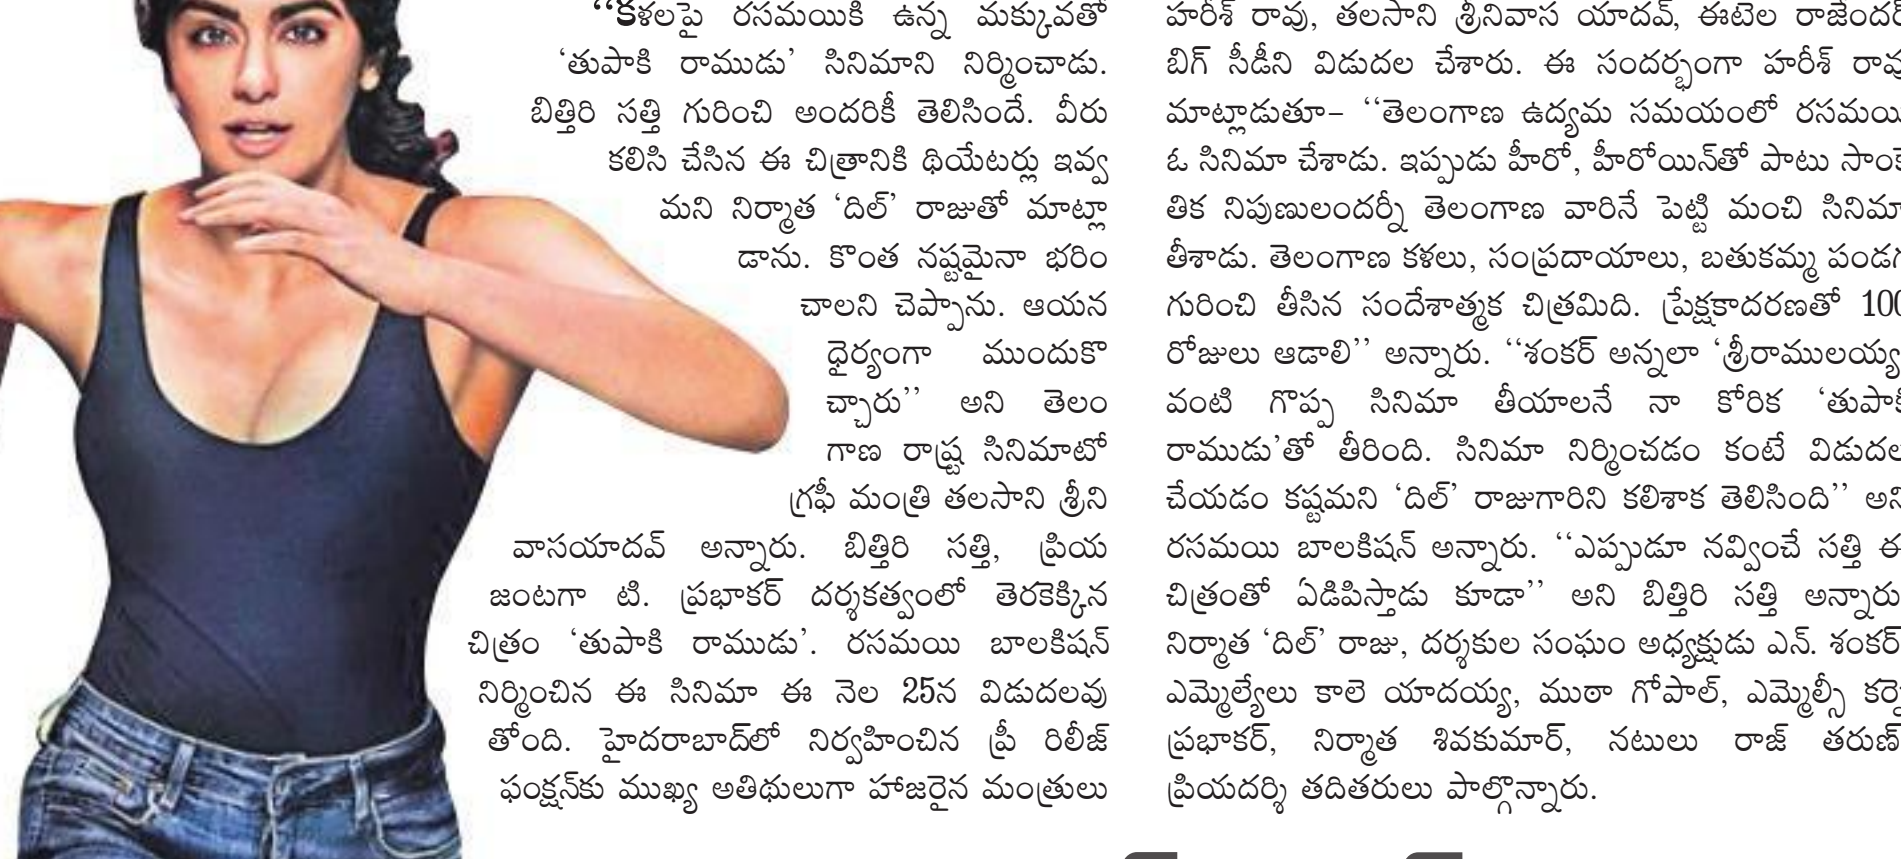 ‘‘కళలపై రసమయికి ఉన్న మక్కువతో
‘తుపాకి రాముడు’ సినిమాని నిర్మించాడు.
బిత్తిరి సత్తి గురించి అందరికీ తెలిసిందే. వీరు
కలిసి చేసిన ఈ చిత్రానికి థియేటర్లు ఇవ్వ
మని నిర్మాత ‘దిల్’ రాజుతో మాట్లా
డాను. కొంత నష్టమైనా భరిం
చాలని చెప్పాను. ఆయన
ధైర్యంగా ముందుకొ
చ్చారు’’ అని తెలం
గాణ రాష్ట్ర సినిమాటో
గ్రఫీ మంత్రి తలసాని శ్రీని
వాసయాదవ్ అన్నారు. బిత్తిరి సత్తి, ప్రియ
జంటగా టి. ప్రభాకర్ దర్శకత్వంలో తెరకెక్కిన
చిత్రం ‘తుపాకి రాముడు’. రసమయి బాలకిషన్
నిర్మించిన ఈ సినిమా ఈ నెల 25న విడుదలవు
తోంది. హైదరాబాద్‌లో నిర్వహించిన ప్రీ రిలీజ్
ఫంక్షన్‌కు ముఖ్య అతిథులుగా హాజరైన మంత్రులు
హరీశ్ రావు, తలసాని శ్రీనివాస యాదవ్, ఈటెల రాజేందర్
బిగ్ సీడీని విడుదల చేశారు. ఈ సందర్భంగా హరీశ్ రావు
మాట్లాడుతూ– ‘‘తెలంగాణ ఉద్యమ సమయంలో రసమయి
ఓ సినిమా చేశాడు. ఇప్పుడు హీరో, హీరోయిన్‌తో పాటు సాంకే
తిక నిపుణులందర్నీ తెలంగాణ వారినే పెట్టి మంచి సినిమా
తీశాడు. తెలంగాణ కళలు, సంప్రదాయాలు, బతుకమ్మ పండగ
గురించి తీసిన సందేశాత్మక చిత్రమిది. ప్రేక్షకాదరణతో 100
రోజులు ఆడాలి’’ అన్నారు. ‘‘శంకర్ అన్నలా ‘శ్రీరాములయ్య
వంటి గొప్ప సినిమా తీయాలనే నా కోరిక ‘తుపాకి
రాముడు’తో తీరింది. సినిమా నిర్మించడం కంటే విడుదల
చేయడం కష్టమని ‘దిల్’ రాజుగారిని కలిశాక తెలిసింది’’ అని
రసమయి బాలకిషన్ అన్నారు. ‘‘ఎప్పుడూ నవ్వించే సత్తి ఈ
చిత్రంతో ఏడిపిస్తాడు కూడా’’ అని బిత్తిరి సత్తి అన్నారు
నిర్మాత ‘దిల్’ రాజు, దర్శకుల సంఘం అధ్యక్షుడు ఎన్. శంకర్
ఎమ్మెల్యేలు కాలె యాదయ్య, ముఠా గోపాల్, ఎమ్మెల్సీ కర్నె
ప్రభాకర్, నిర్మాత శివకుమార్, నటులు రాజ్ తరుణ్
ప్రియదర్శి తదితరులు పాల్గొన్నారు.